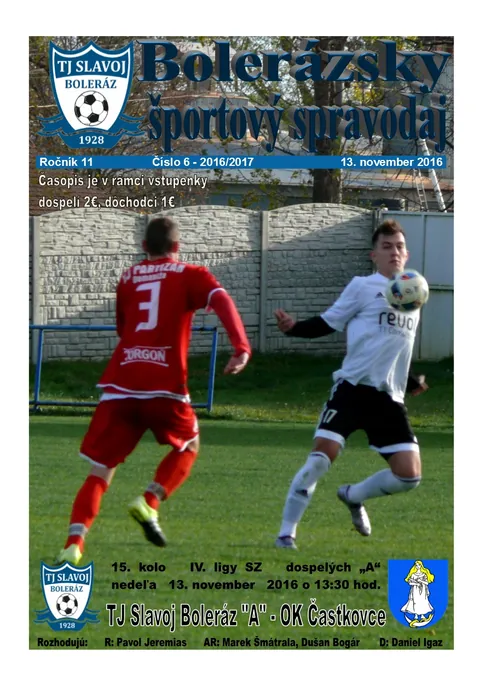 TJ SLAVOJ
BOLERÁZ
1928
Bolerázsky
športový spravodaj
Ročník 11 Číslo 6 - 2016/2017 13. november 2016
Časopis je v rámci vstupenky
dospelí 2€, dôchodci 1€
PARTIZÁN
3
ORGON
17
15. kolo IV. ligy SZ dospelých „A“
nedeľa 13. november 2016 o 13:30 hod.
TJ SLAVOJ
BOLERÁZ
1928
TJ Slavoj Boleráz "A" - OK Častkovce
Rozhodujú: R: Pavol Jeremias AR: Marek Šmátrala, Dušan Bogár D: Daniel Igaz